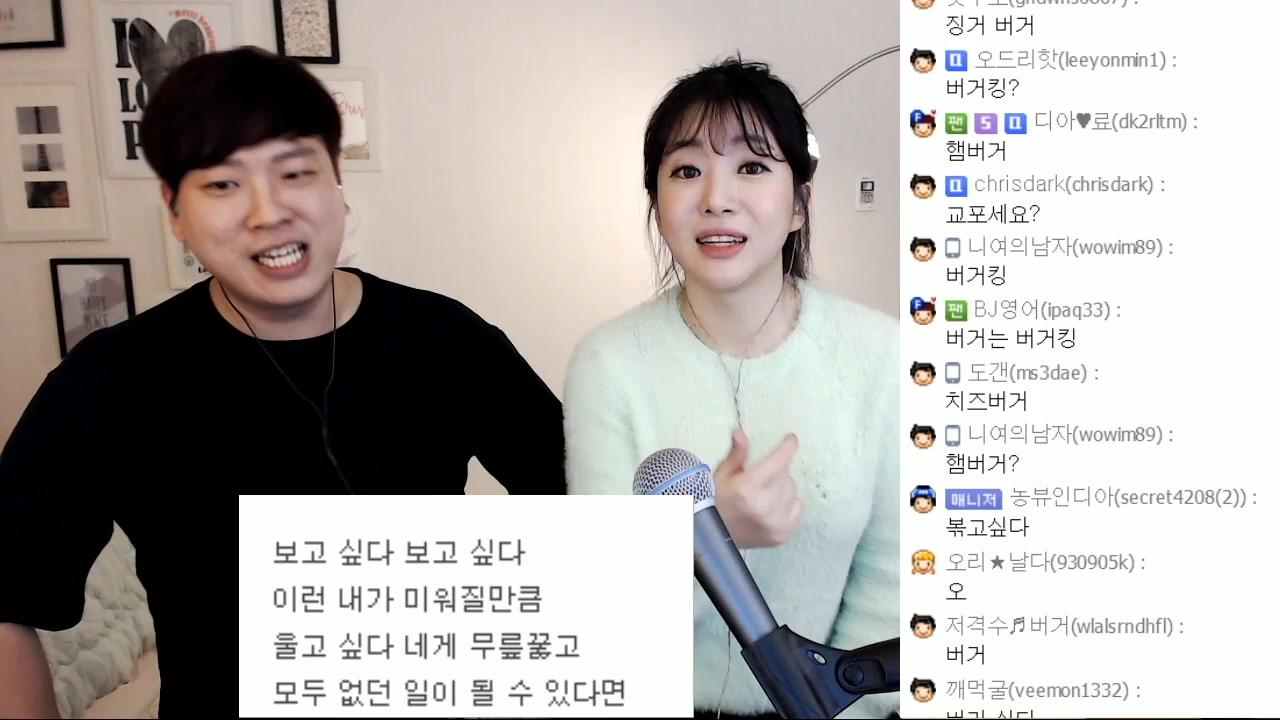 I
LO
P
보고 싶다 보고 싶다
이런 내가 미워질만큼
울고 싶다 네게 무릎꿇고
모두 없던 일이 될 수 있다면
징거 버거
오드리햣(leeyonmin1) :
버거킹?
팬 S 디아♥료(dk2rltm) :
햄버거
chrisdark(chrisdark) :
교포세요?
니여의남자(wowim89) :
버거킹
팬 BJ영어(ipaq33) :
버거는 버거킹
도갠(ms3dae) :
치즈버거
니여의남자(wowim89) :
햄버거?
매니저 농뷰인디아(secret4208(2)) :
볶고싶다
오리★날다(930905k) :
오
저격수♬버거(wlalsrndhfl) :
버거
깨먹굴(veemon1332) :